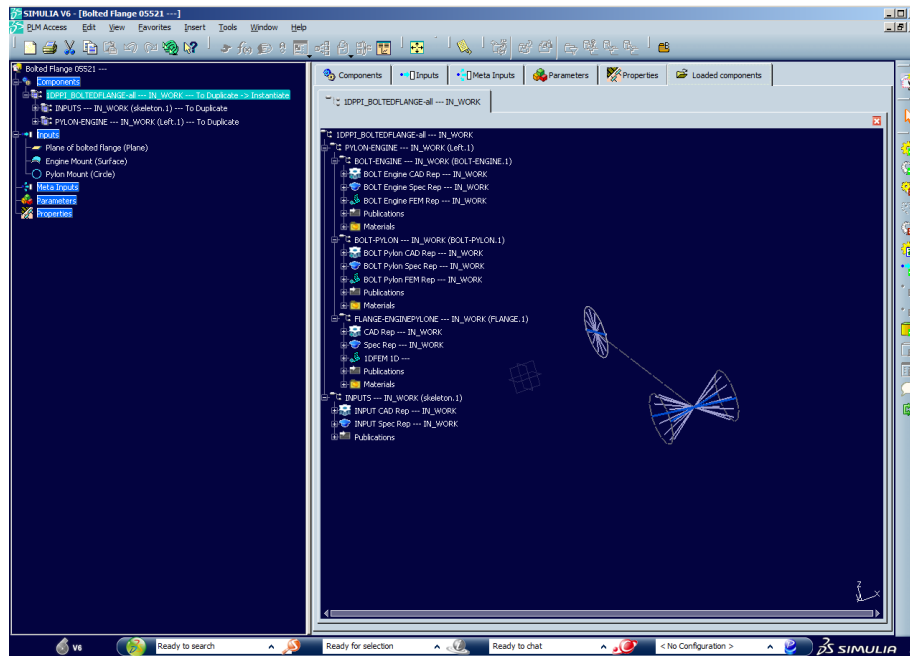 SIMULIA V6 - [Bolted Flange 05521 ---]
PLM Access Edit View Favorites Insert Tools Window Help
Bolted Flange 05521 ---
Components
1DPPI_BOLTEDFLANGE-all --- IN_WORK --- To Duplicate -> Instantiate
INPUTS --- IN_WORK (skeleton.1) --- To Duplicate
PYLON-ENGINE --- IN_WORK (Left.1) --- To Duplicate
Inputs
Plane of bolted flange (Plane)
Engine Mount (Surface)
Pylon Mount (Circle)
Meta Inputs
Parameters
Properties
Components Inputs Meta Inputs Parameters Properties Loaded components
1DPPI_BOLTEDFLANGE-all --- IN_WORK
1DPPI_BOLTEDFLANGE-all --- IN_WORK
PYLON-ENGINE --- IN_WORK (Left.1)
BOLT-ENGINE --- IN_WORK (BOLT-ENGINE.1)
BOLT Engine CAD Rep --- IN_WORK
BOLT Engine Spec Rep --- IN_WORK
BOLT Engine FEM Rep --- IN_WORK
Publications
Materials
BOLT-PYLON --- IN_WORK (BOLT-PYLON.1)
BOLT Pylon CAD Rep --- IN_WORK
BOLT Pylon Spec Rep --- IN_WORK
BOLT Pylon FEM Rep --- IN_WORK
Publications
Materials
FLANGE-ENGINEPYLONE --- IN_WORK (FLANGE.1)
CAD Rep --- IN_WORK
Spec Rep --- IN_WORK
1DFEM 1D ---
Publications
Materials
INPUTS --- IN_WORK (skeleton.1)
INPUT CAD Rep --- IN_WORK
INPUT Spec Rep --- IN_WORK
Publications
z
x
V6 Ready to search Ready for selection Ready to chat < No Configuration > SIMULIA